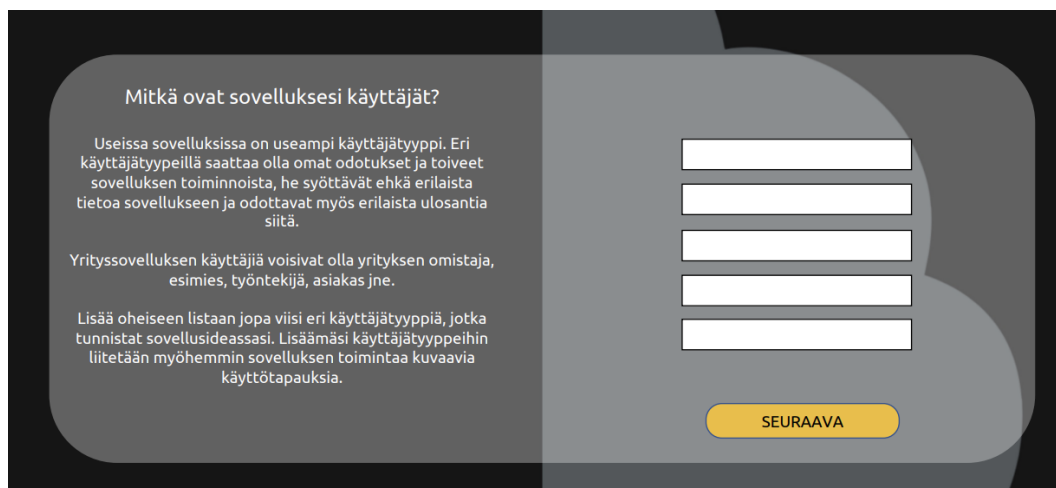 Mitkä ovat sovelluksesi käyttäjät?
Useissa sovelluksissa on useampi käyttäjätyyppi. Eri
käyttäjätyypeillä saattaa olla omat odotukset ja toiveet
sovelluksen toiminnoista, he syöttävät ehkä erilaista
tietoa sovellukseen ja odottavat myös erilaista ulosantia
siitä.
Yrityssovelluksen käyttäjiä voisivat olla yrityksen omistaja,
esimies, työntekijä, asiakas jne.
Lisää oheiseen listaan jopa viisi eri käyttäjätyyppiä, jotka
tunnistat sovellusideassasi. Lisäämäsi käyttäjätyyppeihin
liitetään myöhemmin sovelluksen toimintaa kuvaavia
käyttötapauksia.
SEURAAVA